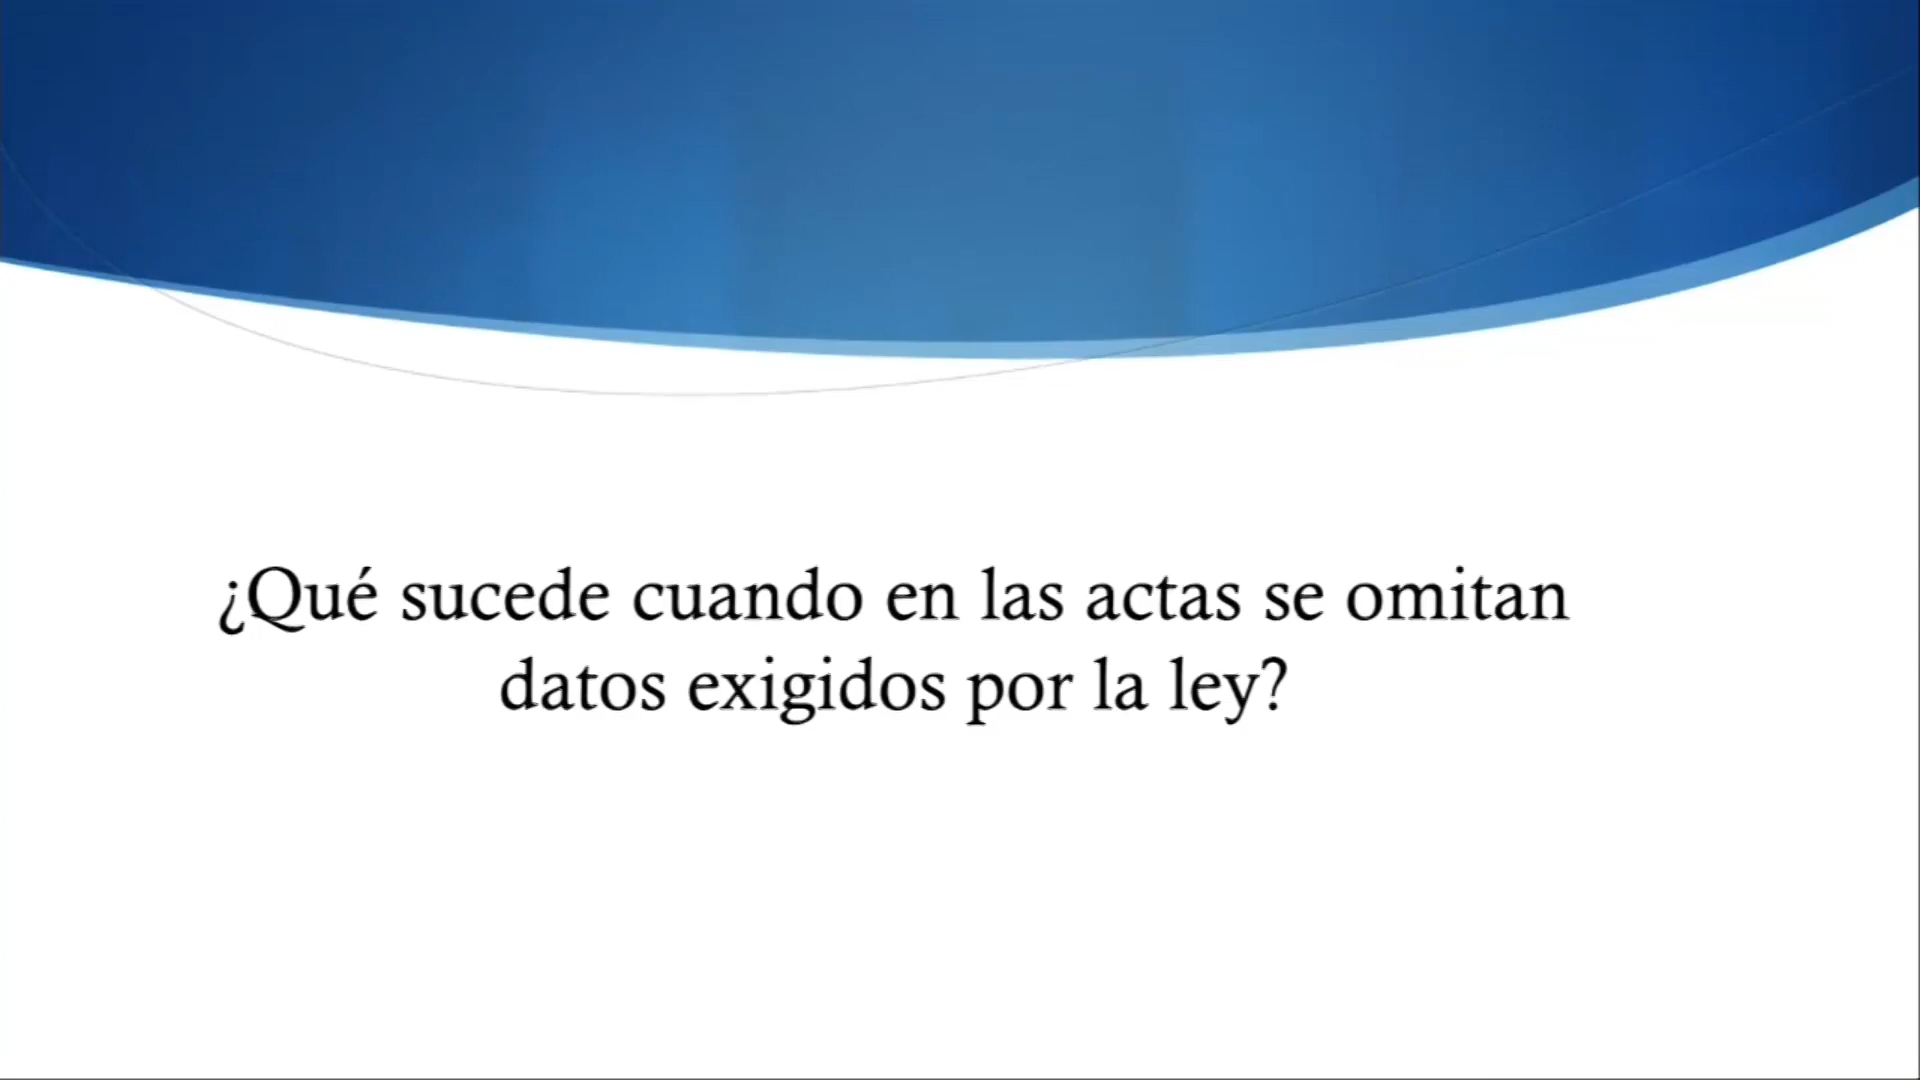 ¿Qué sucede cuando en las actas se omitan
datos exigidos por la ley?